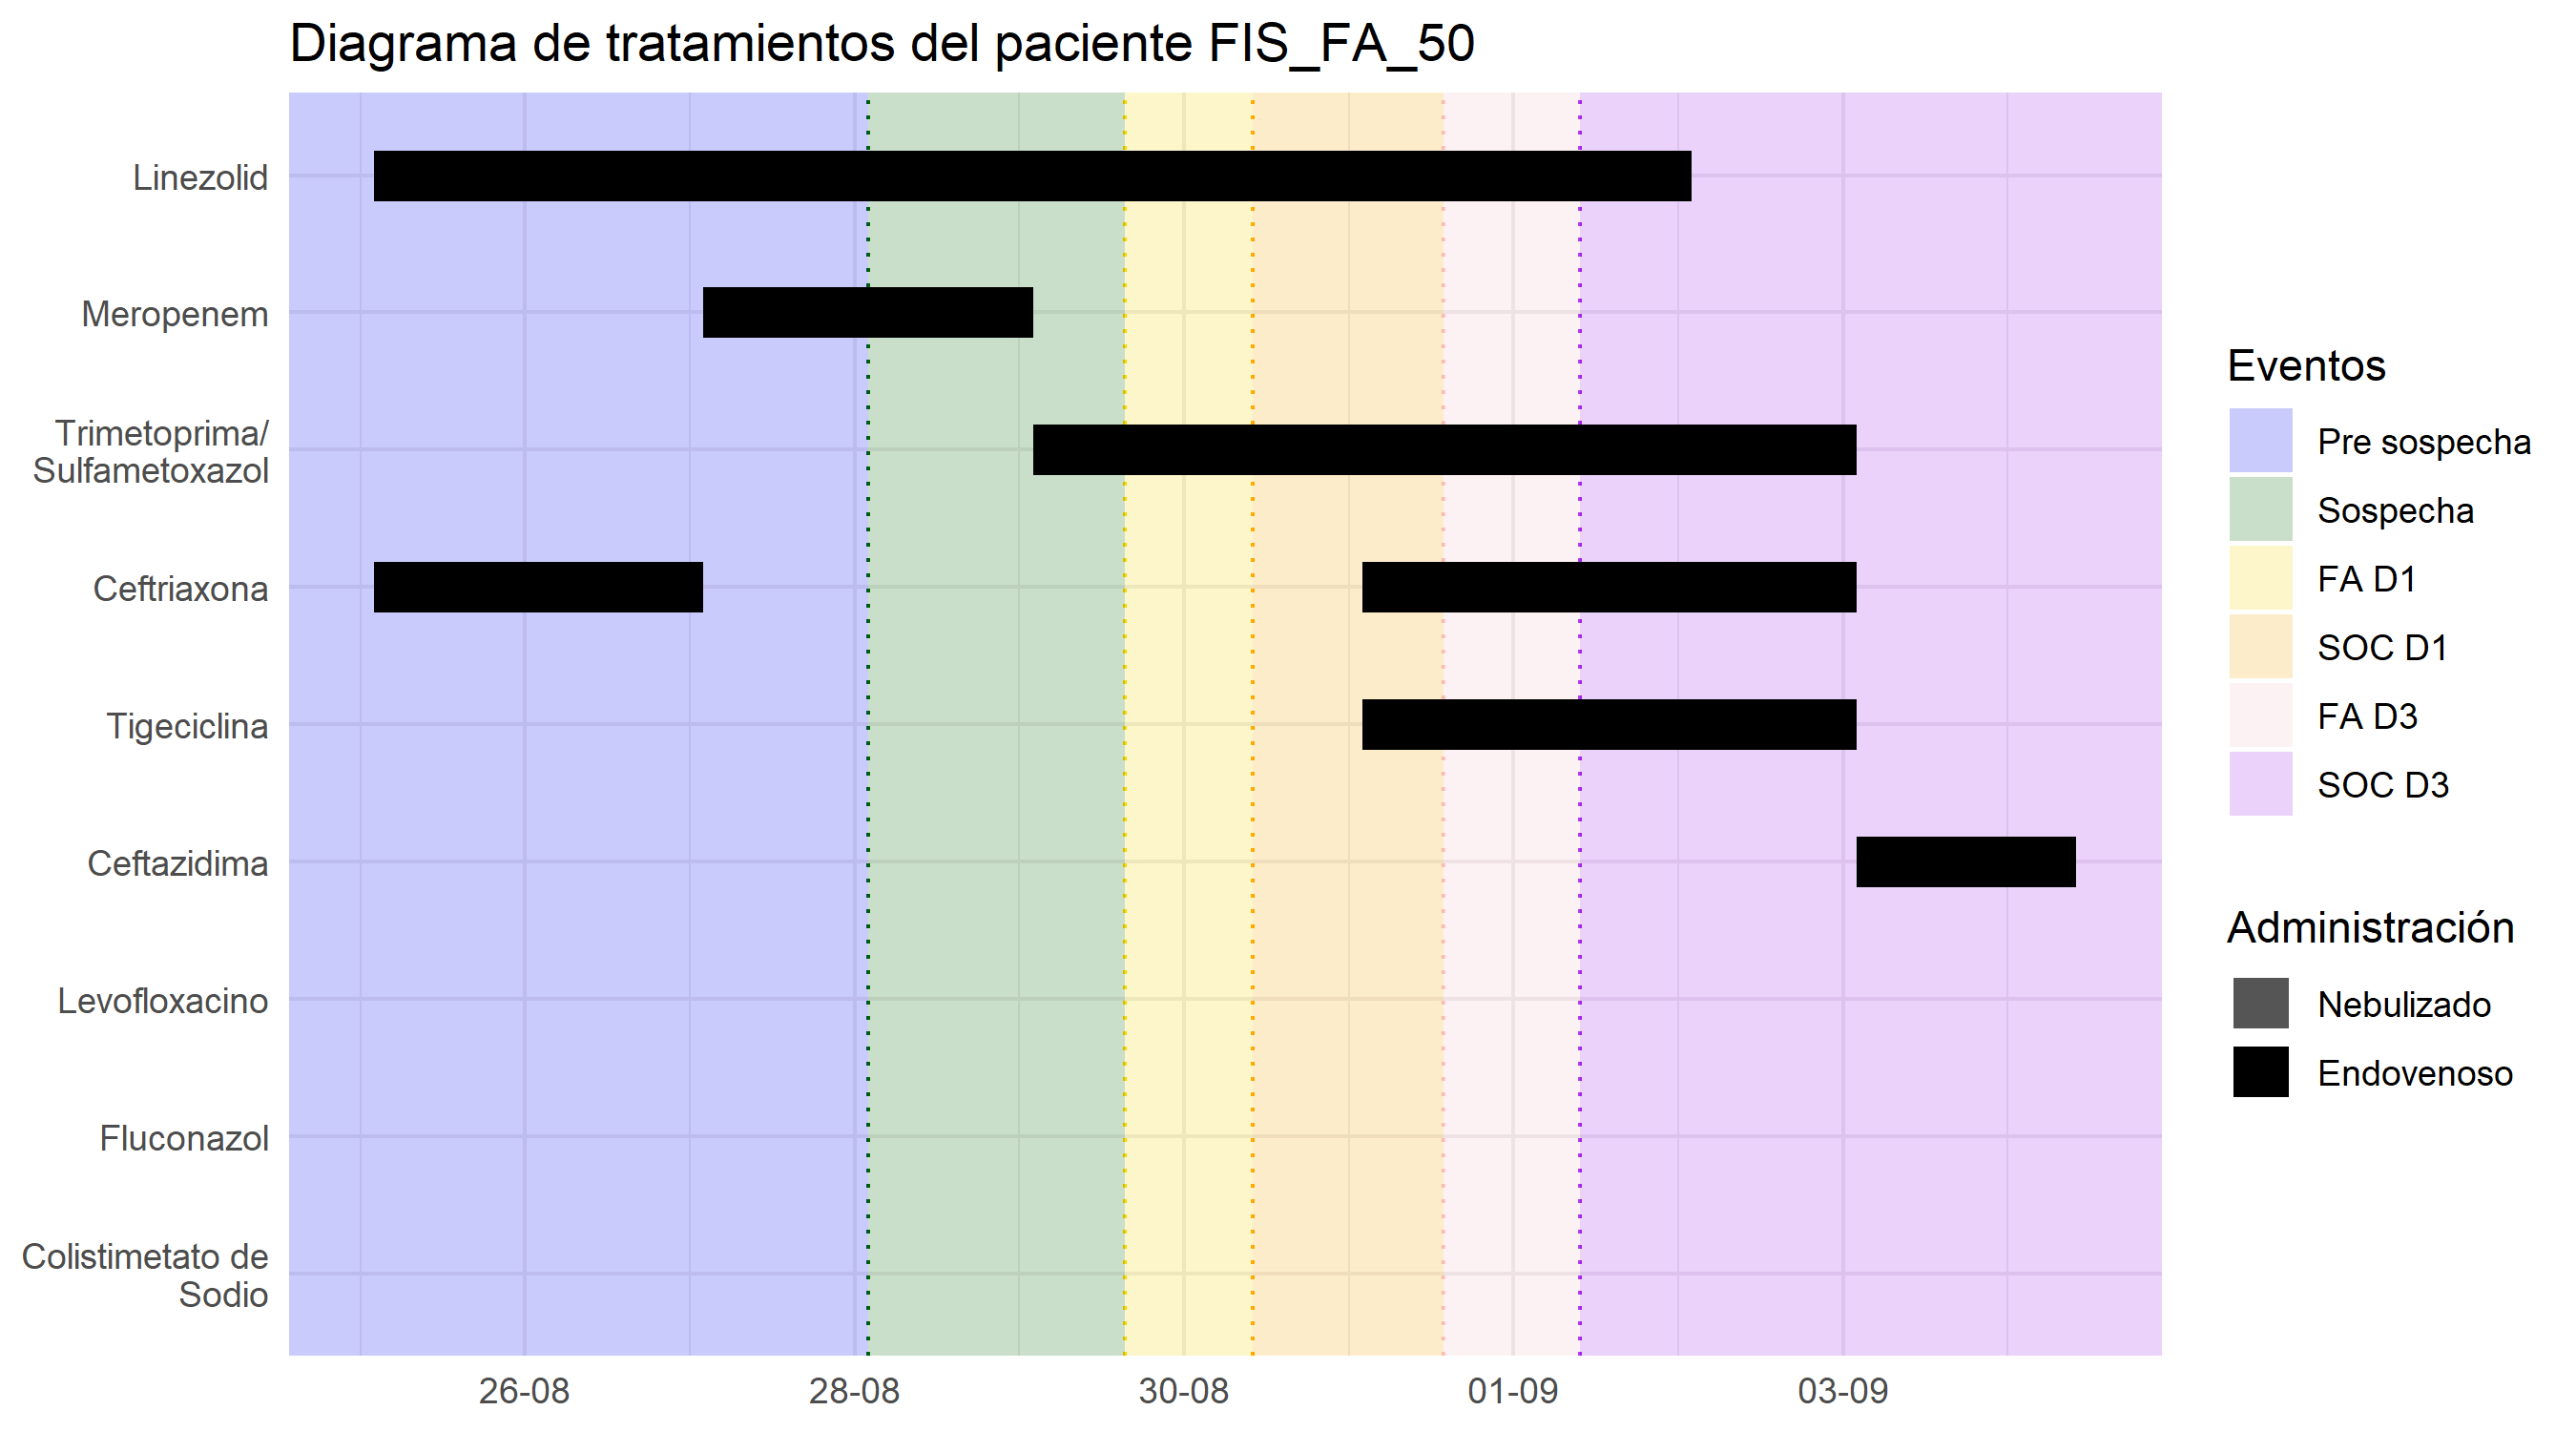 Diagrama de tratamientos del paciente FIS_FA_50
Linezolid
Meropenem
Trimetoprima/
Sulfametoxazol
Ceftriaxona
Tigeciclina
Ceftazidima
Levofloxacino
Fluconazol
Colistimetato de
Sodio
26-08
28-08
30-08
01-09
03-09
Eventos
Pre sospecha
Sospecha
FA D1
SOC D1
FA D3
SOC D3
Administración
Nebulizado
Endovenoso